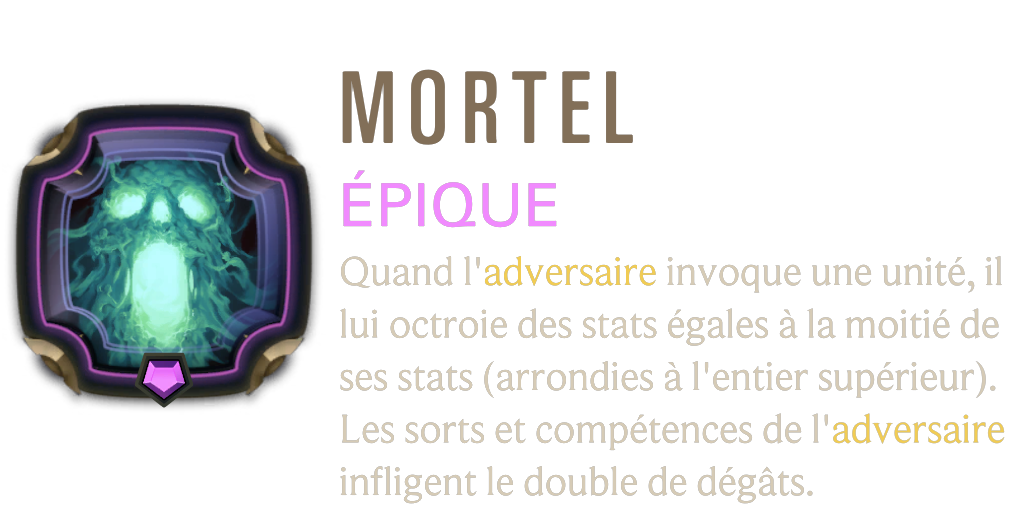 MORTEL
ÉPIQUE
Quand l'adversaire invoque une unité, il
lui octroie des stats égales à la moitié de
ses stats (arrondies à l'entier supérieur).
Les sorts et compétences de l'adversaire
infligent le double de dégâts.